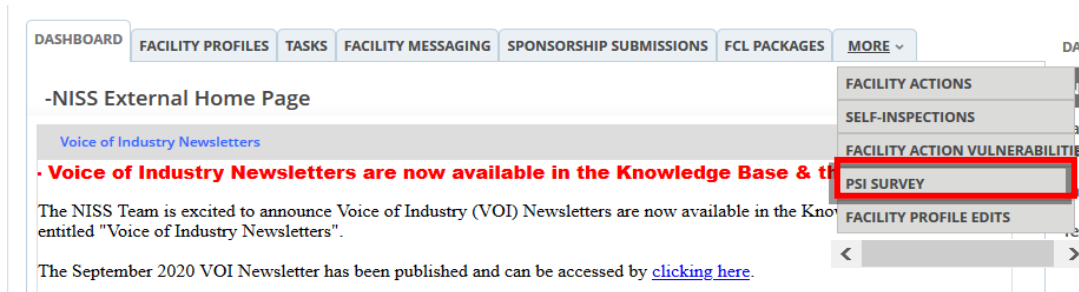 DASHBOARD FACILITY PROFILES TASKS FACILITY MESSAGING SPONSORSHIP SUBMISSIONS FCL PACKAGES MORE
-NISS External Home Page
FACILITY ACTIONS
SELF-INSPECTIONS
Voice of Industry Newsletters
FACILITY ACTION VULNERABILITIE
- Voice of Industry Newsletters are now available in the Knowledge Base & th
PSI SURVEY
The NISS Team is excited to announce Voice of Industry (VOI) Newsletters are now available in the Know
FACILITY PROFILE EDITS
entitled "Voice of Industry Newsletters".
The September 2020 VOI Newsletter has been published and can be accessed by clicking here.